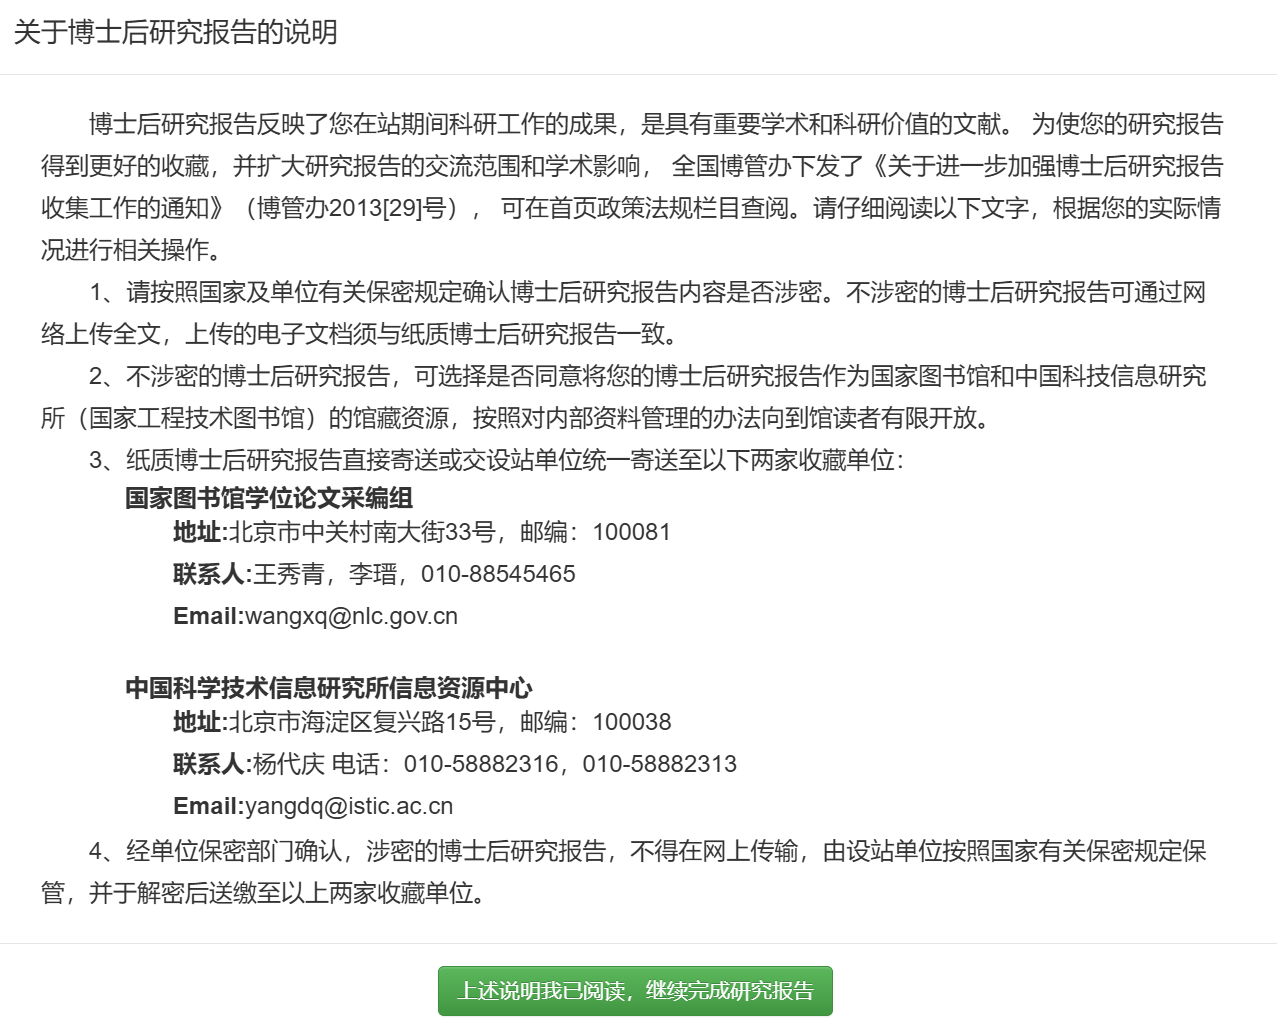 关于博士后研究报告的说明
博士后研究报告反映了您在站期间科研工作的成果，是具有重要学术和科研价值的文献。 为使您的研究报告
得到更好的收藏，并扩大研究报告的交流范围和学术影响， 全国博管办下发了《关于进一步加强博士后研究报告
收集工作的通知》（博管办2013[29]号）， 可在首页政策法规栏目查阅。请仔细阅读以下文字，根据您的实际情
况进行相关操作。
1、请按照国家及单位有关保密规定确认博士后研究报告内容是否涉密。不涉密的博士后研究报告可通过网
络上传全文，上传的电子文档须与纸质博士后研究报告一致。
2、不涉密的博士后研究报告，可选择是否同意将您的博士后研究报告作为国家图书馆和中国科技信息研究
所（国家工程技术图书馆）的馆藏资源，按照对内部资料管理的办法向到馆读者有限开放。
3、纸质博士后研究报告直接寄送或交设站单位统一寄送至以下两家收藏单位：
国家图书馆学位论文采编组
地址:北京市中关村南大街33号，邮编：100081
联系人:王秀青，李瑨，010-88545465
Email:wangxq@nlc.gov.cn
中国科学技术信息研究所信息资源中心
地址:北京市海淀区复兴路15号，邮编：100038
联系人:杨代庆 电话：010-58882316，010-58882313
Email:yangdq@istic.ac.cn
4、经单位保密部门确认，涉密的博士后研究报告，不得在网上传输，由设站单位按照国家有关保密规定保
管，并于解密后送缴至以上两家收藏单位。
上述说明我已阅读，继续完成研究报告